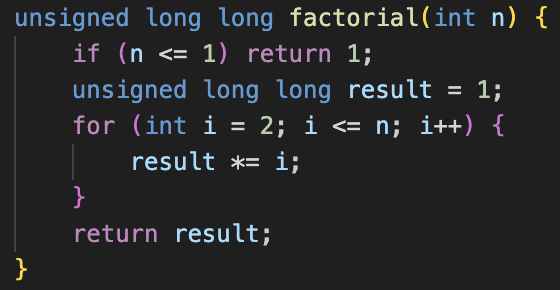 unsigned long long factorial(int n) {
    if (n <= 1) return 1;
    unsigned long long result = 1;
    for (int i = 2; i <= n; i++) {
        result *= i;
    }
    return result;
}